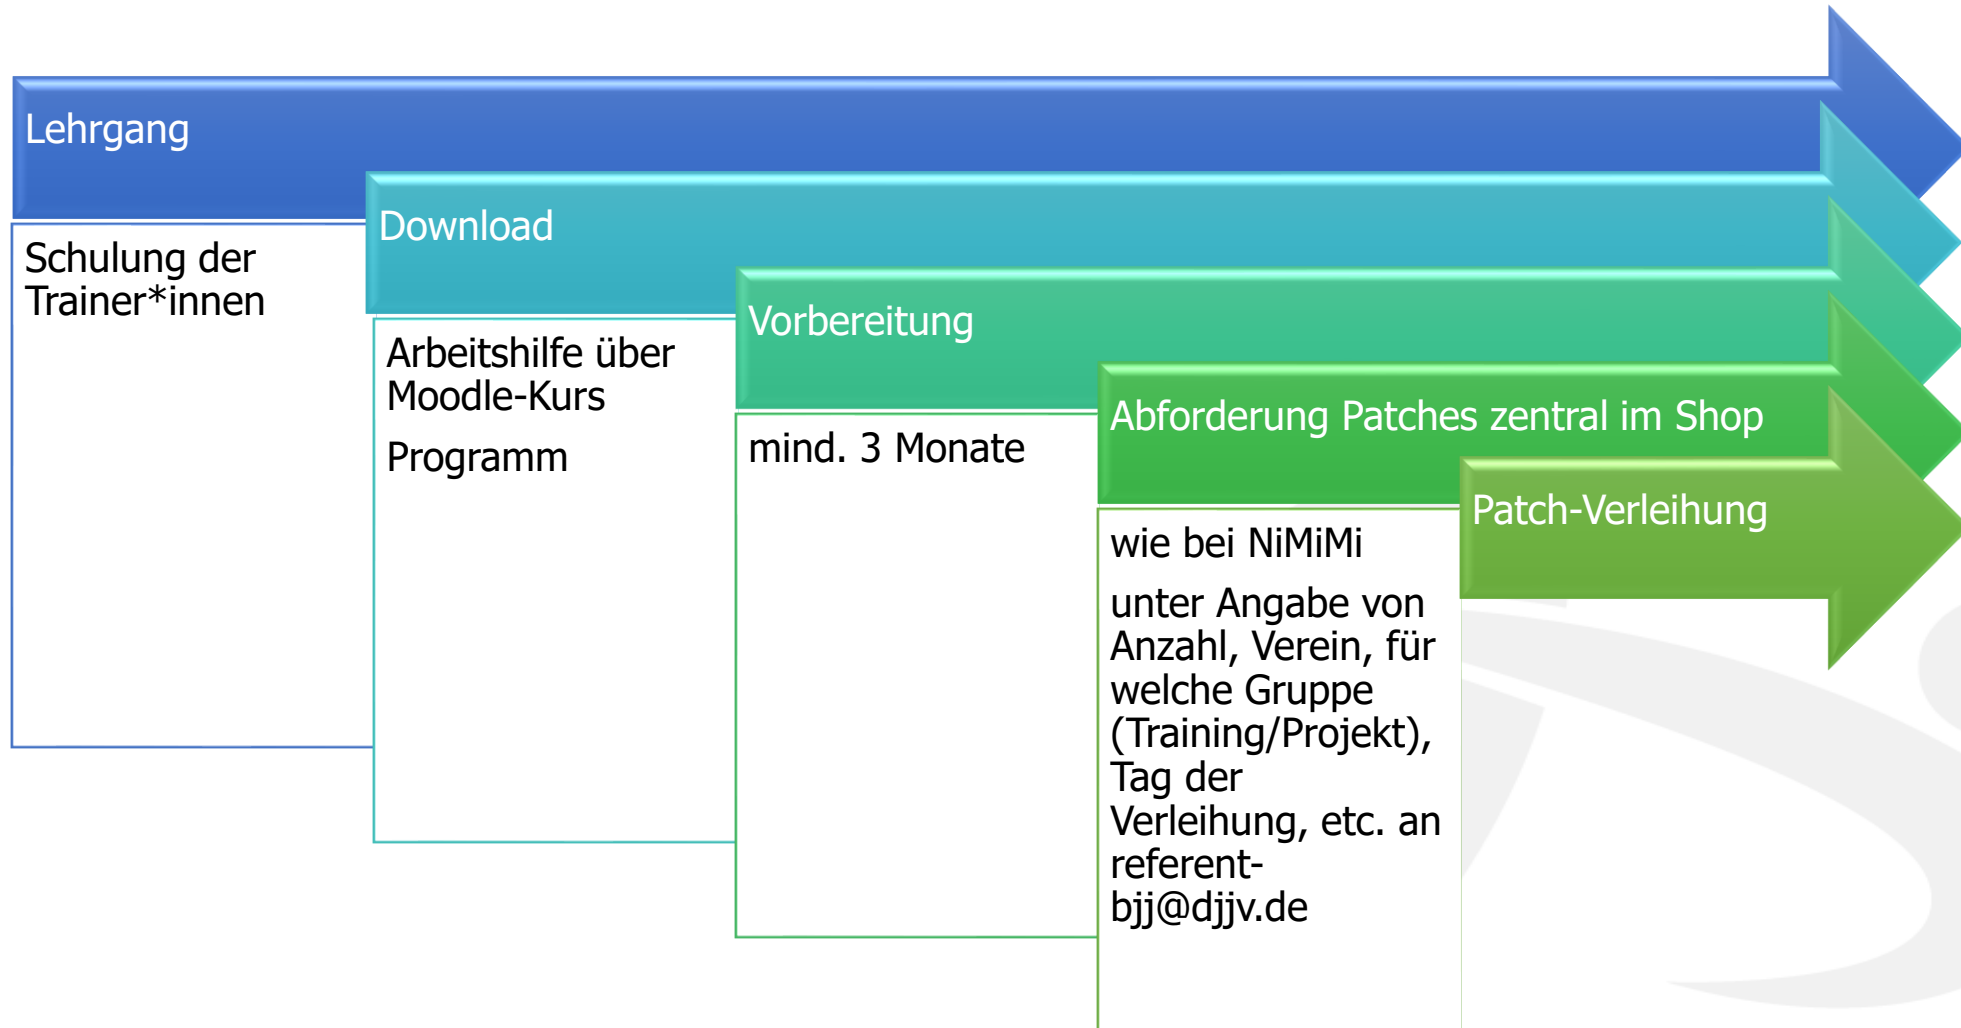 Lehrgang
Schulung der
Trainer*innen
Download
Arbeitshilfe über
Moodle-Kurs
Programm
Vorbereitung
mind. 3 Monate
Abforderung Patches zentral im Shop
wie bei NiMiMi
unter Angabe von
Anzahl, Verein, für
welche Gruppe
(Training/Projekt),
Tag der
Verleihung, etc. an
referent-
bjj@djjv.de
Patch-Verleihung